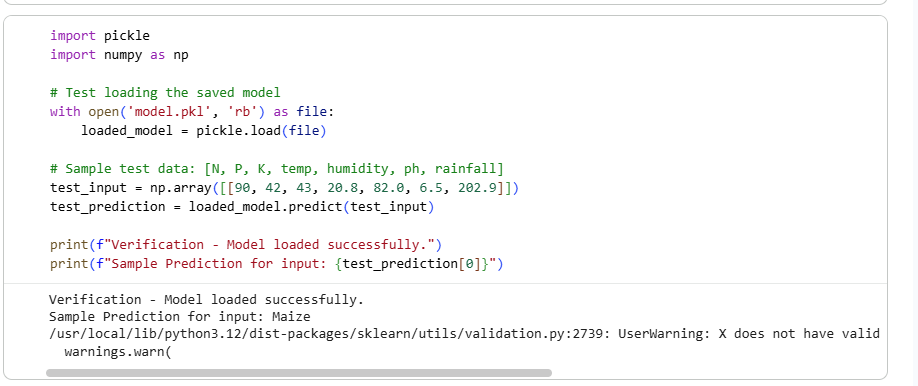 import pickle
import numpy as np
# Test loading the saved model
with open('model.pkl', 'rb') as file:
    loaded_model = pickle.load(file)
# Sample test data: [N, P, K, temp, humidity, ph, rainfall]
test_input = np.array([[90, 42, 43, 20.8, 82.0, 6.5, 202.9]])
test_prediction = loaded_model.predict(test_input)
print(f"Verification - Model loaded successfully.")
print(f"Sample Prediction for input: {test_prediction[0]}")
Verification - Model loaded successfully.
Sample Prediction for input: Maize
/usr/local/lib/python3.12/dist-packages/sklearn/utils/validation.py:2739: UserWarning: X does not have valid
  warnings.warn(